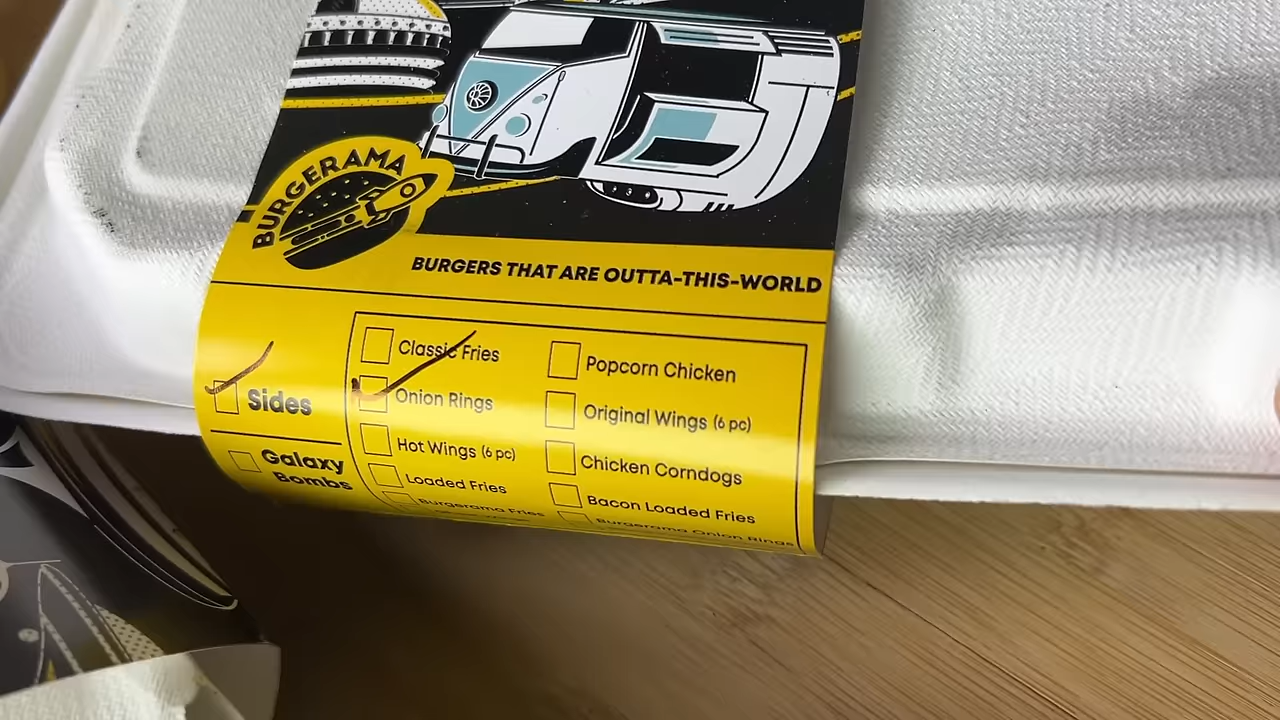 BURGERAMA
BURGERS THAT ARE OUTTA-THIS-WORLD
Sides
Galaxy
Bombs
Classic Fries
Onion Rings
Hot Wings (6 pc)
Loaded Fries
Burgerama Fries
Popcorn Chicken
Original Wings (6 pc)
Chicken Corndogs
Bacon Loaded Fries
Burgerama Onion Rings